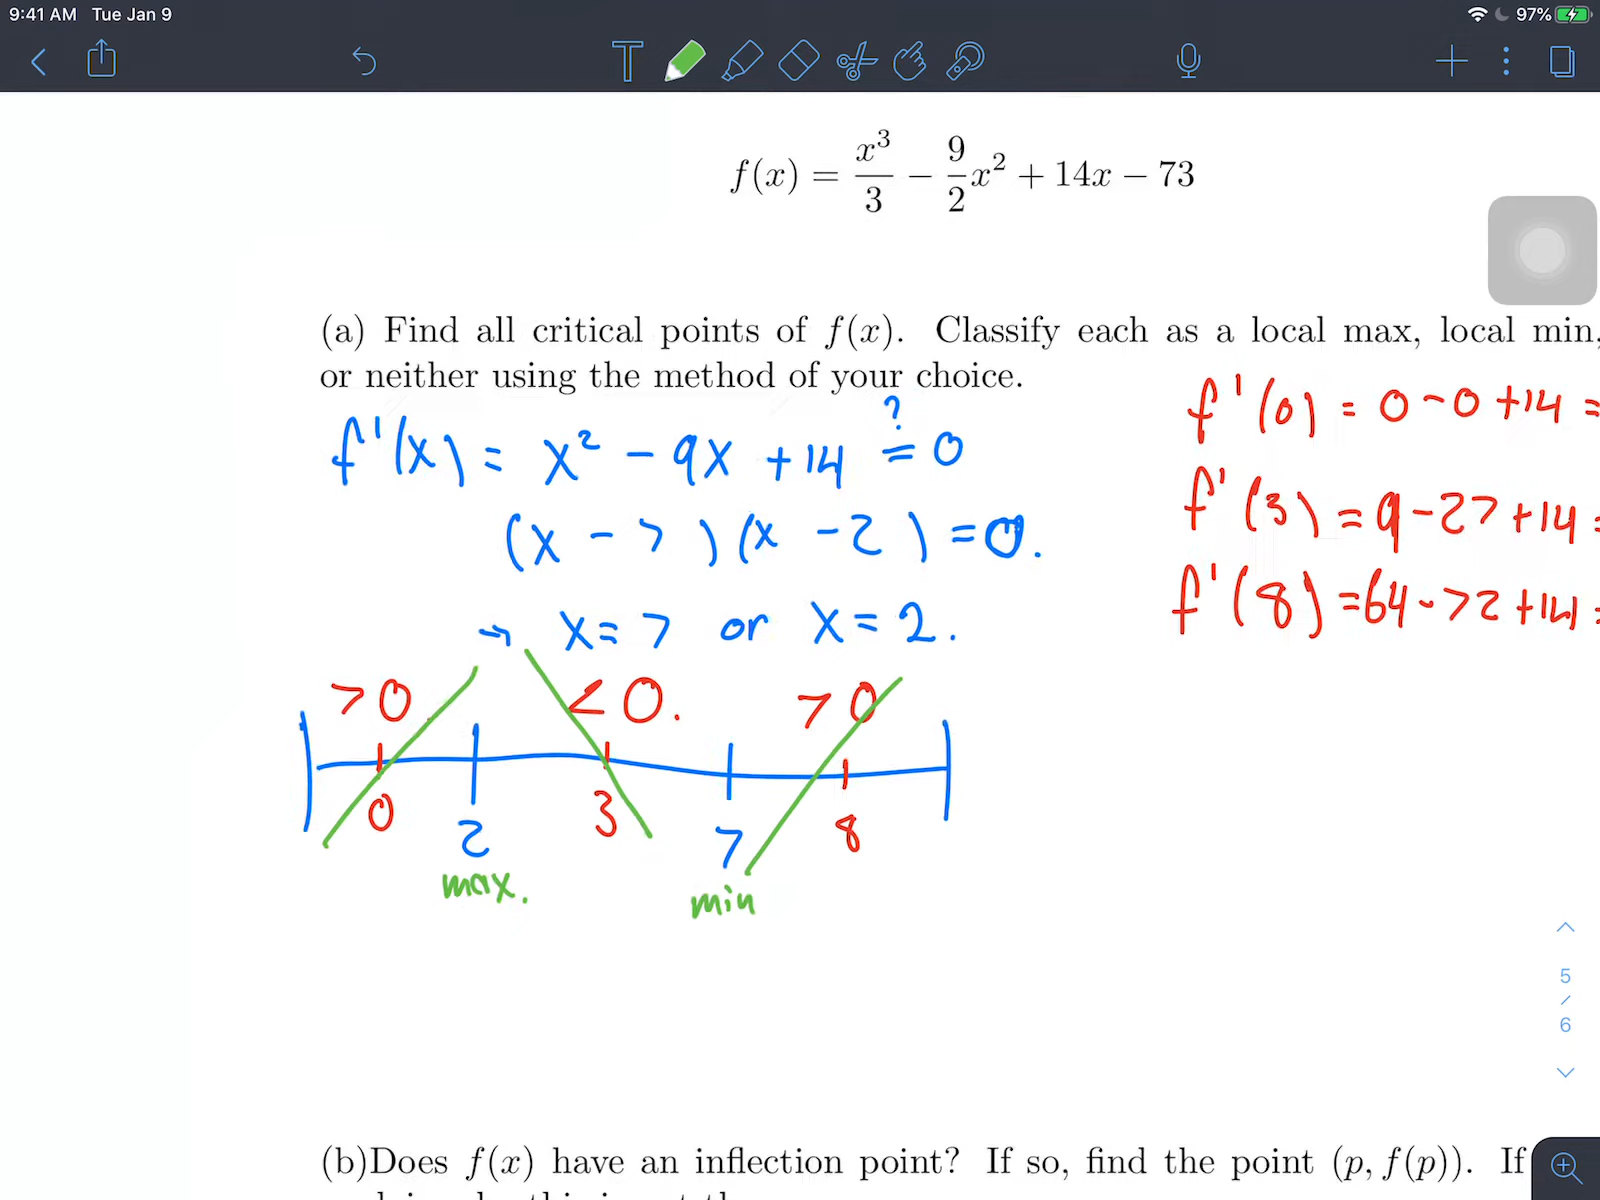 9:41 AM Tue Jan 9 97%
T
f(x) = x³/3 − 9/2 x² + 14x − 73
(a) Find all critical points of f(x). Classify each as a local max, local min,
or neither using the method of your choice.
f'(x) = x² − 9x + 14 ?= 0
(x − 7)(x − 2) = 0.
→ x = 7 or x = 2.
f'(0) = 0 − 0 + 14 =
f'(3) = 9 − 27 + 14 =
f'(8) = 64 − 72 + 14 =
> 0 < 0. > 0
0 2 3 7 8
max. min
5
/
6
(b)Does f(x) have an inflection point? If so, find the point (p, f(p)). If